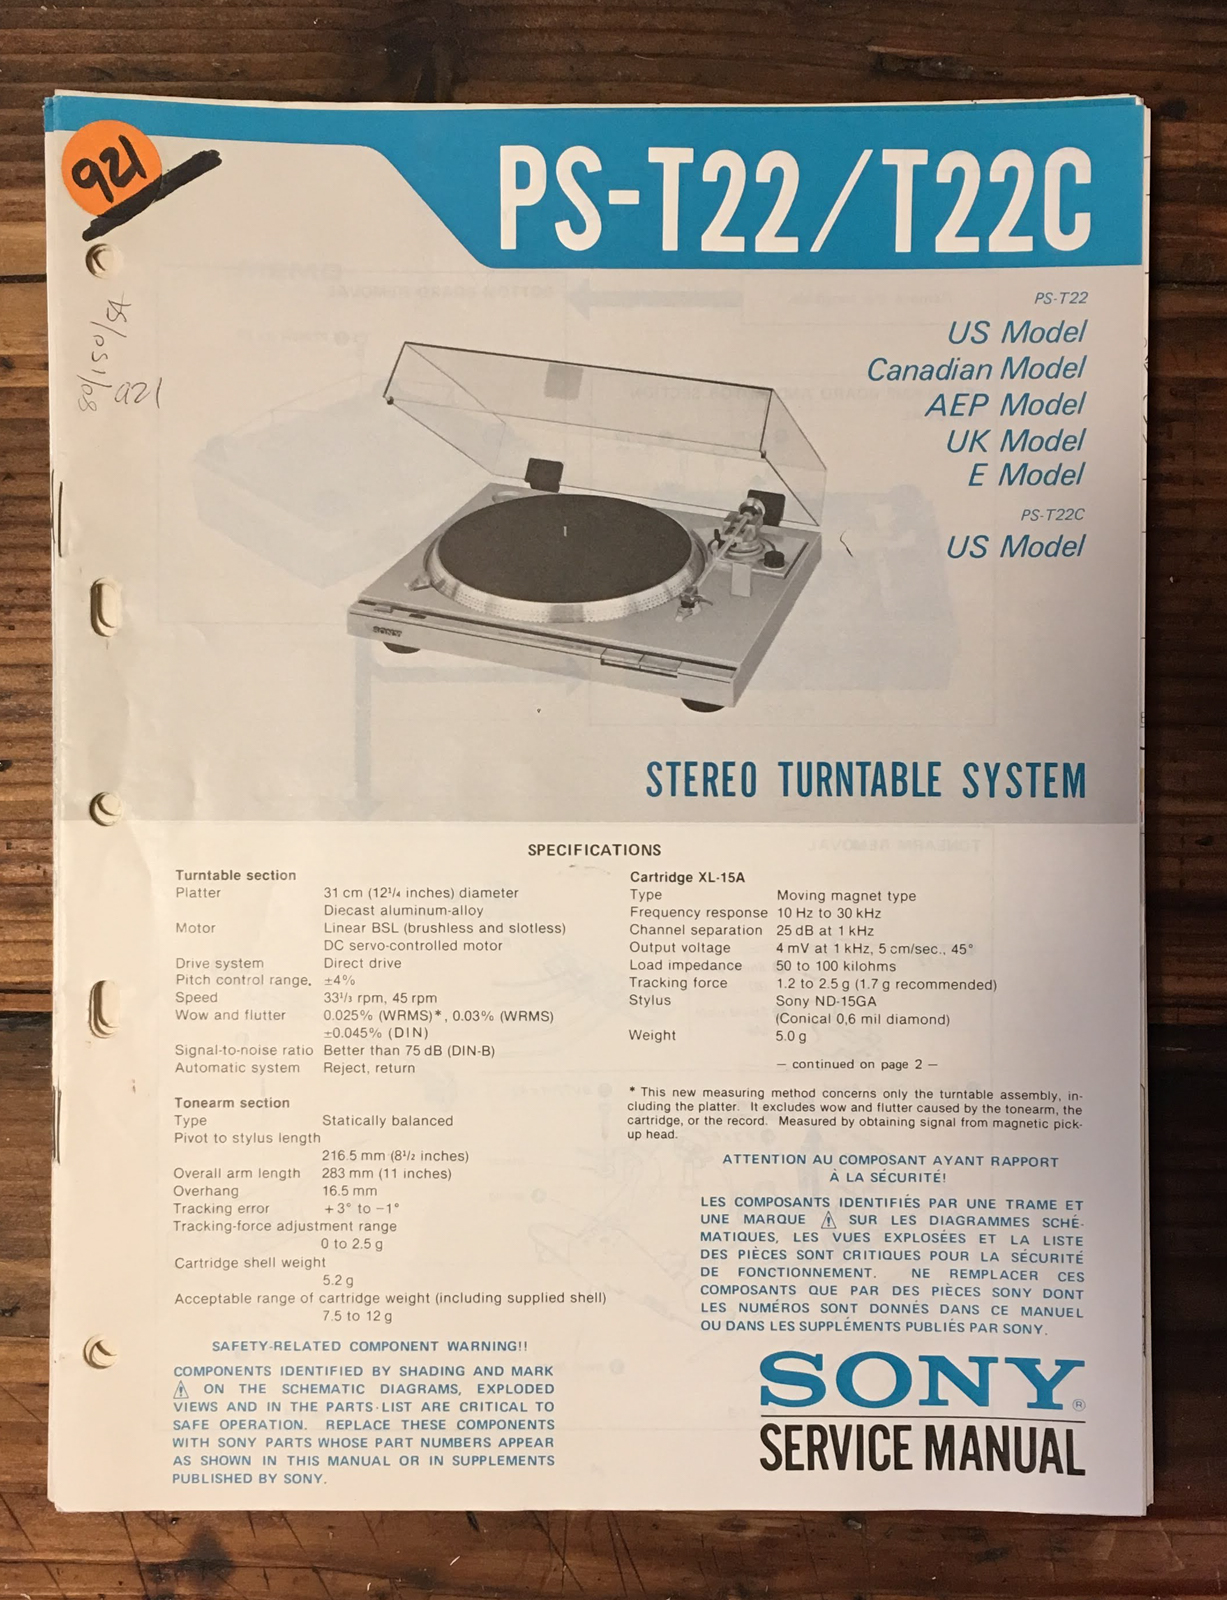 PS-T22/T22C
921
80/150/5A
921
PS-T22
US Model
Canadian Model
AEP Model
UK Model
E Model
PS-T22C
US Model
SONY
STEREO TURNTABLE SYSTEM
SPECIFICATIONS
Turntable section
Platter 31 cm (12¹/₄ inches) diameter
Diecast aluminum-alloy
Motor Linear BSL (brushless and slotless)
DC servo-controlled motor
Drive system Direct drive
Pitch control range. ±4%
Speed 33¹/₃ rpm, 45 rpm
Wow and flutter 0.025% (WRMS)*, 0.03% (WRMS)
±0.045% (DIN)
Signal-to-noise ratio Better than 75 dB (DIN-B)
Automatic system Reject, return
Tonearm section
Type Statically balanced
Pivot to stylus length
216.5 mm (8¹/₂ inches)
Overall arm length 283 mm (11 inches)
Overhang 16.5 mm
Tracking error +3° to −1°
Tracking-force adjustment range
0 to 2.5 g
Cartridge shell weight
5.2 g
Acceptable range of cartridge weight (including supplied shell)
7.5 to 12 g
SAFETY-RELATED COMPONENT WARNING!!
COMPONENTS IDENTIFIED BY SHADING AND MARK
⚠ ON THE SCHEMATIC DIAGRAMS, EXPLODED
VIEWS AND IN THE PARTS LIST ARE CRITICAL TO
SAFE OPERATION. REPLACE THESE COMPONENTS
WITH SONY PARTS WHOSE PART NUMBERS APPEAR
AS SHOWN IN THIS MANUAL OR IN SUPPLEMENTS
PUBLISHED BY SONY.
Cartridge XL-15A
Type Moving magnet type
Frequency response 10 Hz to 30 kHz
Channel separation 25 dB at 1 kHz
Output voltage 4 mV at 1 kHz, 5 cm/sec., 45°
Load impedance 50 to 100 kilohms
Tracking force 1.2 to 2.5 g (1.7 g recommended)
Stylus Sony ND-15GA
(Conical 0,6 mil diamond)
Weight 5.0 g
— continued on page 2 —
* This new measuring method concerns only the turntable assembly, in-
cluding the platter. It excludes wow and flutter caused by the tonearm, the
cartridge, or the record. Measured by obtaining signal from magnetic pick-
up head.
ATTENTION AU COMPOSANT AYANT RAPPORT
À LA SÉCURITÉ!
LES COMPOSANTS IDENTIFIÉS PAR UNE TRAME ET
UNE MARQUE ⚠ SUR LES DIAGRAMMES SCHÉ-
MATIQUES, LES VUES EXPLOSÉES ET LA LISTE
DES PIÈCES SONT CRITIQUES POUR LA SÉCURITÉ
DE FONCTIONNEMENT. NE REMPLACER CES
COMPOSANTS QUE PAR DES PIÈCES SONY DONT
LES NUMÉROS SONT DONNÉS DANS CE MANUEL
OU DANS LES SUPPLÉMENTS PUBLIÉS PAR SONY.
SONY®
SERVICE MANUAL